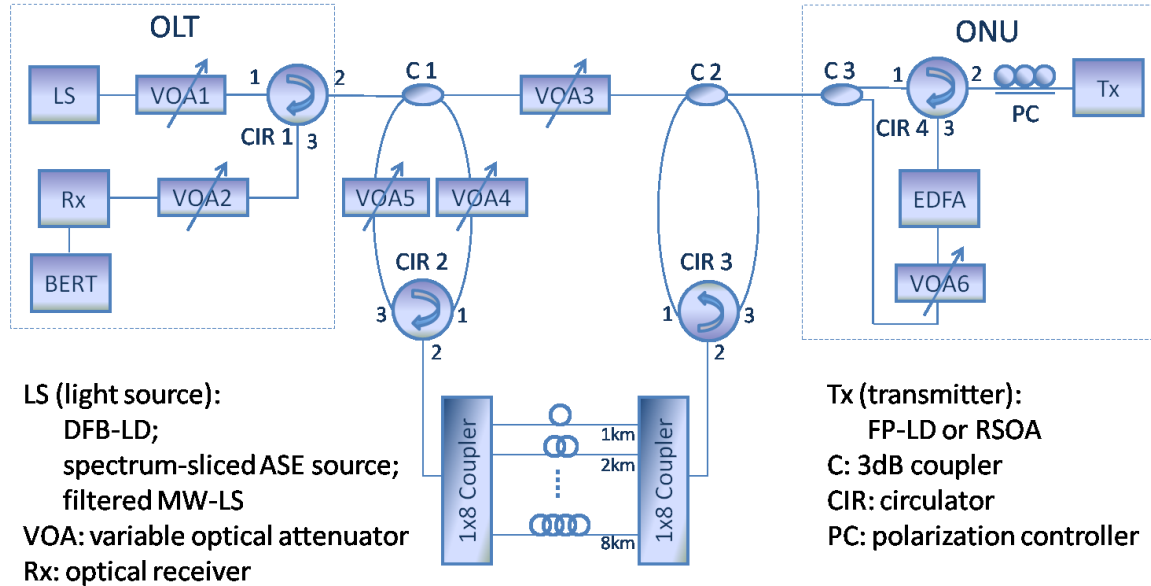 OLT
ONU
LS
VOA1
1
2
3
CIR 1
C 1
VOA3
C 2
C 3
1
2
3
CIR 4
PC
Tx
Rx
VOA2
BERT
VOA5
VOA4
EDFA
VOA6
CIR 2
3
1
2
CIR 3
1
3
2
1x8 Coupler
1km
2km
8km
1x8 Coupler
LS (light source):
DFB-LD;
spectrum-sliced ASE source;
filtered MW-LS
VOA: variable optical attenuator
Rx: optical receiver
Tx (transmitter):
FP-LD or RSOA
C: 3dB coupler
CIR: circulator
PC: polarization controller